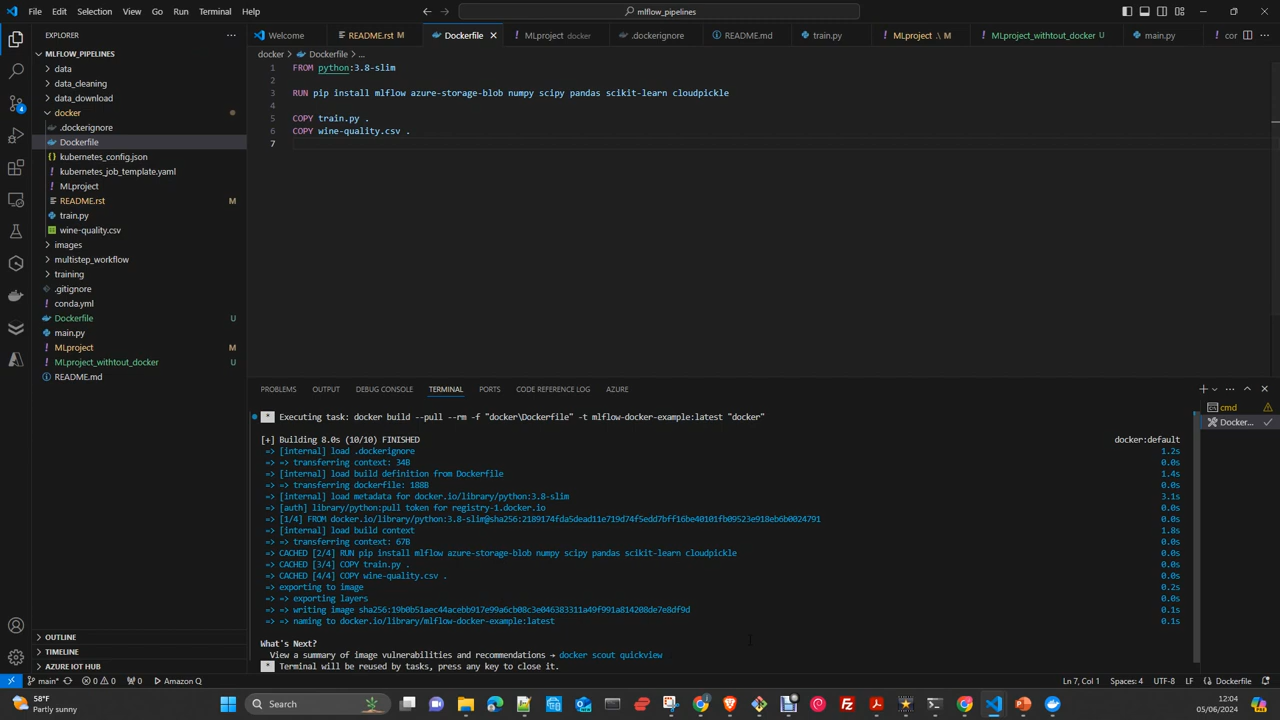 File Edit Selection View Go Run Terminal Help
mlflow_pipelines
EXPLORER
MLFLOW_PIPELINES
data
data_cleaning
data_download
docker
.dockerignore
Dockerfile
kubernetes_config.json
kubernetes_job_template.yaml
MLproject
README.rst M
train.py
wine-quality.csv
images
multistep_workflow
training
.gitignore
conda.yml
Dockerfile U
main.py
MLproject M
MLproject_withtout_docker U
README.md
OUTLINE
TIMELINE
AZURE IOT HUB
Welcome README.rst M Dockerfile MLproject docker .dockerignore README.md train.py MLproject .\ M MLproject_withtout_docker U main.py cor
docker > Dockerfile > ...
1 FROM python:3.8-slim
2
3 RUN pip install mlflow azure-storage-blob numpy scipy pandas scikit-learn cloudpickle
4
5 COPY train.py .
6 COPY wine-quality.csv .
7
PROBLEMS OUTPUT DEBUG CONSOLE TERMINAL PORTS CODE REFERENCE LOG AZURE
cmd
Docker...
* Executing task: docker build --pull --rm -f "docker\Dockerfile" -t mlflow-docker-example:latest "docker"
[+] Building 8.0s (10/10) FINISHED docker:default
=> [internal] load .dockerignore 1.2s
=> => transferring context: 34B 0.0s
=> [internal] load build definition from Dockerfile 1.4s
=> => transferring dockerfile: 188B 0.0s
=> [internal] load metadata for docker.io/library/python:3.8-slim 3.1s
=> [auth] library/python:pull token for registry-1.docker.io 0.0s
=> [1/4] FROM docker.io/library/python:3.8-slim@sha256:2189174fda5dead11e719d74f5edd7bff16be40101fb09523e918eb6b0024791 0.0s
=> [internal] load build context 1.8s
=> => transferring context: 67B 0.0s
=> CACHED [2/4] RUN pip install mlflow azure-storage-blob numpy scipy pandas scikit-learn cloudpickle 0.0s
=> CACHED [3/4] COPY train.py . 0.0s
=> CACHED [4/4] COPY wine-quality.csv . 0.0s
=> exporting to image 0.2s
=> => exporting layers 0.0s
=> => writing image sha256:19b0b51aec44acebb917e99a6cb08c3e046383311a49f991a814208de7e8df9d 0.1s
=> => naming to docker.io/library/mlflow-docker-example:latest 0.1s
What's Next?
View a summary of image vulnerabilities and recommendations → docker scout quickview
* Terminal will be reused by tasks, press any key to close it.
main* 0 0 0 Amazon Q Ln 7, Col 1 Spaces: 4 UTF-8 LF Dockerfile
58°F
Partly sunny
Search
12:04
05/06/2024